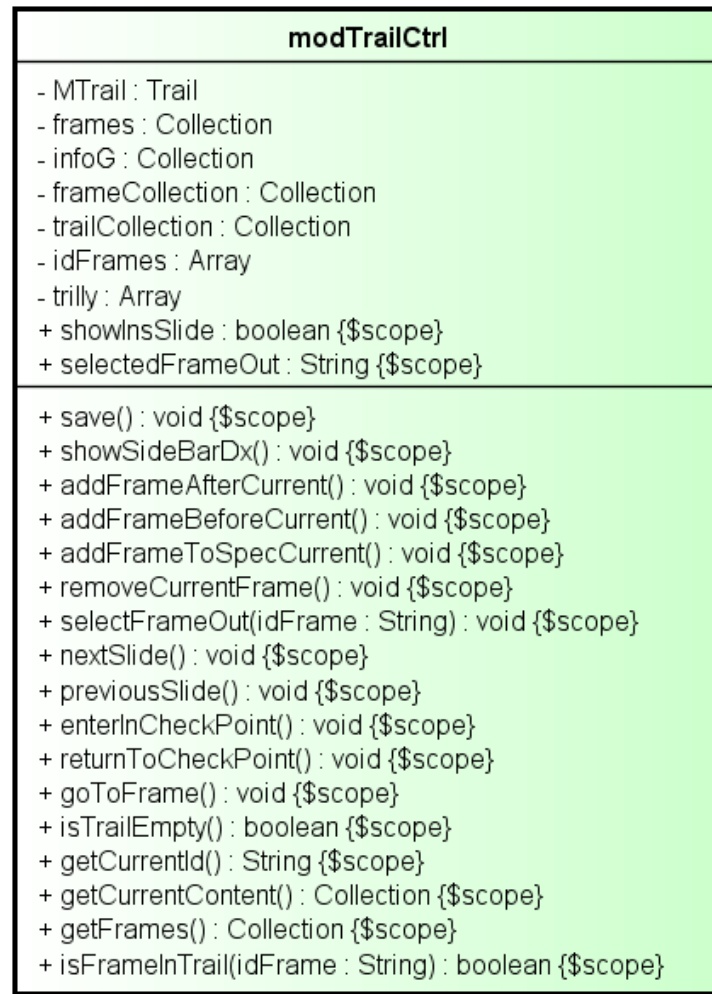 modTrailCtrl
- MTrail : Trail
- frames : Collection
- infoG : Collection
- frameCollection : Collection
- trailCollection : Collection
- idFrames : Array
- trilly : Array
+ showInsSlide : boolean {$scope}
+ selectedFrameOut : String {$scope}
+ save() : void {$scope}
+ showSideBarDx() : void {$scope}
+ addFrameAfterCurrent() : void {$scope}
+ addFrameBeforeCurrent() : void {$scope}
+ addFrameToSpecCurrent() : void {$scope}
+ removeCurrentFrame() : void {$scope}
+ selectFrameOut(idFrame : String) : void {$scope}
+ nextSlide() : void {$scope}
+ previousSlide() : void {$scope}
+ enterInCheckPoint() : void {$scope}
+ returnToCheckPoint() : void {$scope}
+ goToFrame() : void {$scope}
+ isTrailEmpty() : boolean {$scope}
+ getCurrentId() : String {$scope}
+ getCurrentContent() : Collection {$scope}
+ getFrames() : Collection {$scope}
+ isFrameInTrail(idFrame : String) : boolean {$scope}